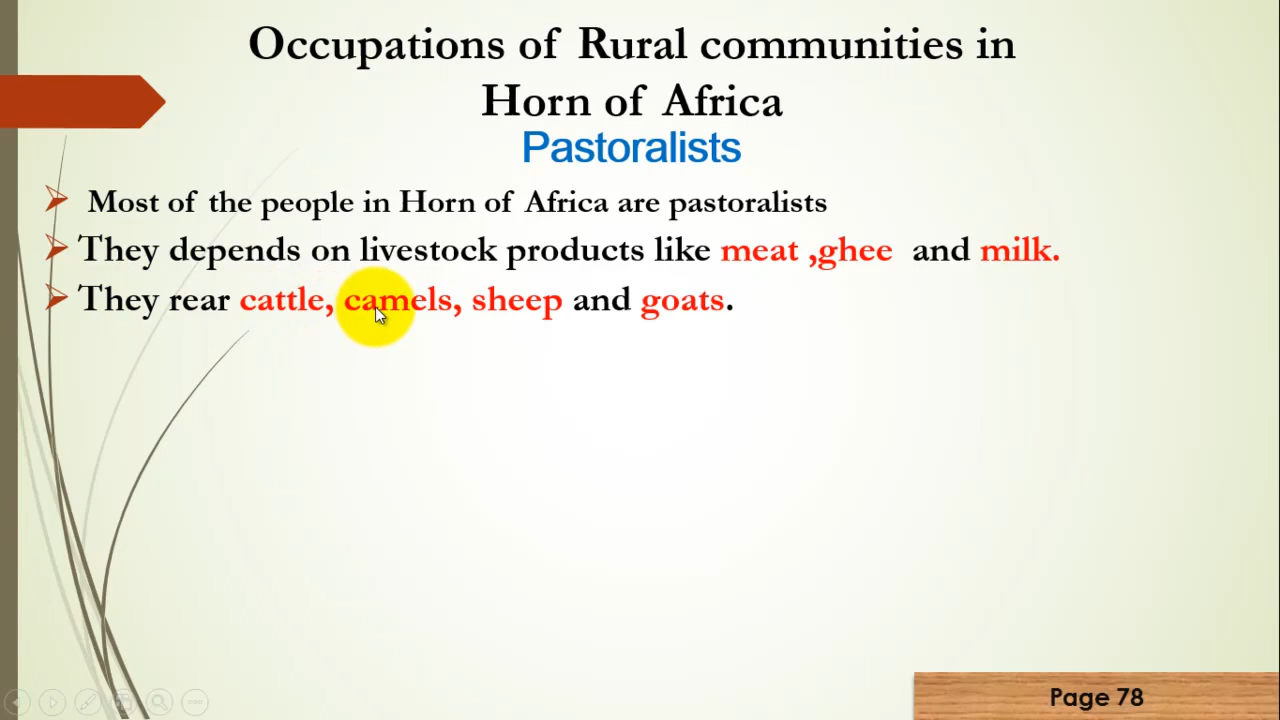 Occupations of Rural communities in
Horn of Africa
Pastoralists
Most of the people in Horn of Africa are pastoralists
They depends on livestock products like meat ,ghee and milk.
They rear cattle, camels, sheep and goats.
Page 78